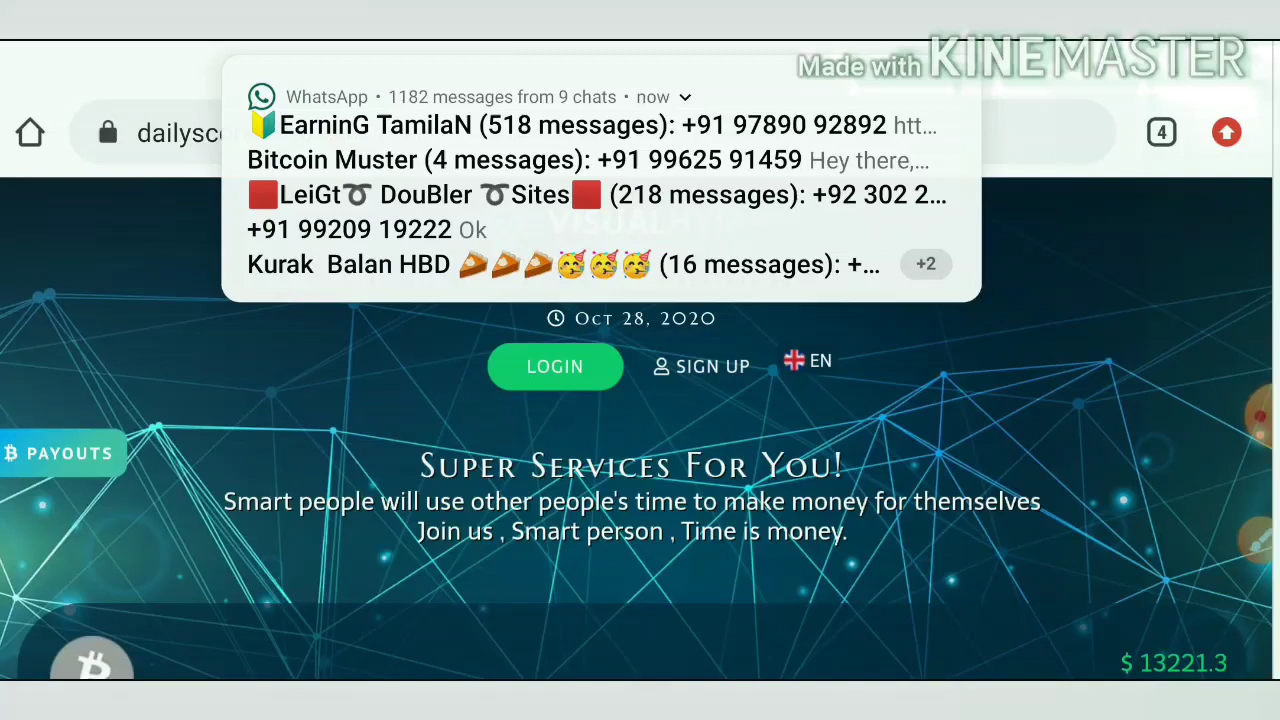 Made with KINEMASTER
WhatsApp • 1182 messages from 9 chats • now
🔰EarninG TamilaN (518 messages): +91 97890 92892 htt...
4
Bitcoin Muster (4 messages): +91 99625 91459 Hey there,...
🟥LeiGt➰ DouBler ➰Sites🟥 (218 messages): +92 302 2...
+91 99209 19222 Ok
Kurak Balan HBD 🥧🥧🥧🥳🥳🥳 (16 messages): +... +2
Oct 28, 2020
LOGIN SIGN UP EN
PAYOUTS
Super Services For You!
Smart people will use other people's time to make money for themselves
Join us , Smart person , Time is money.
$ 13221.3